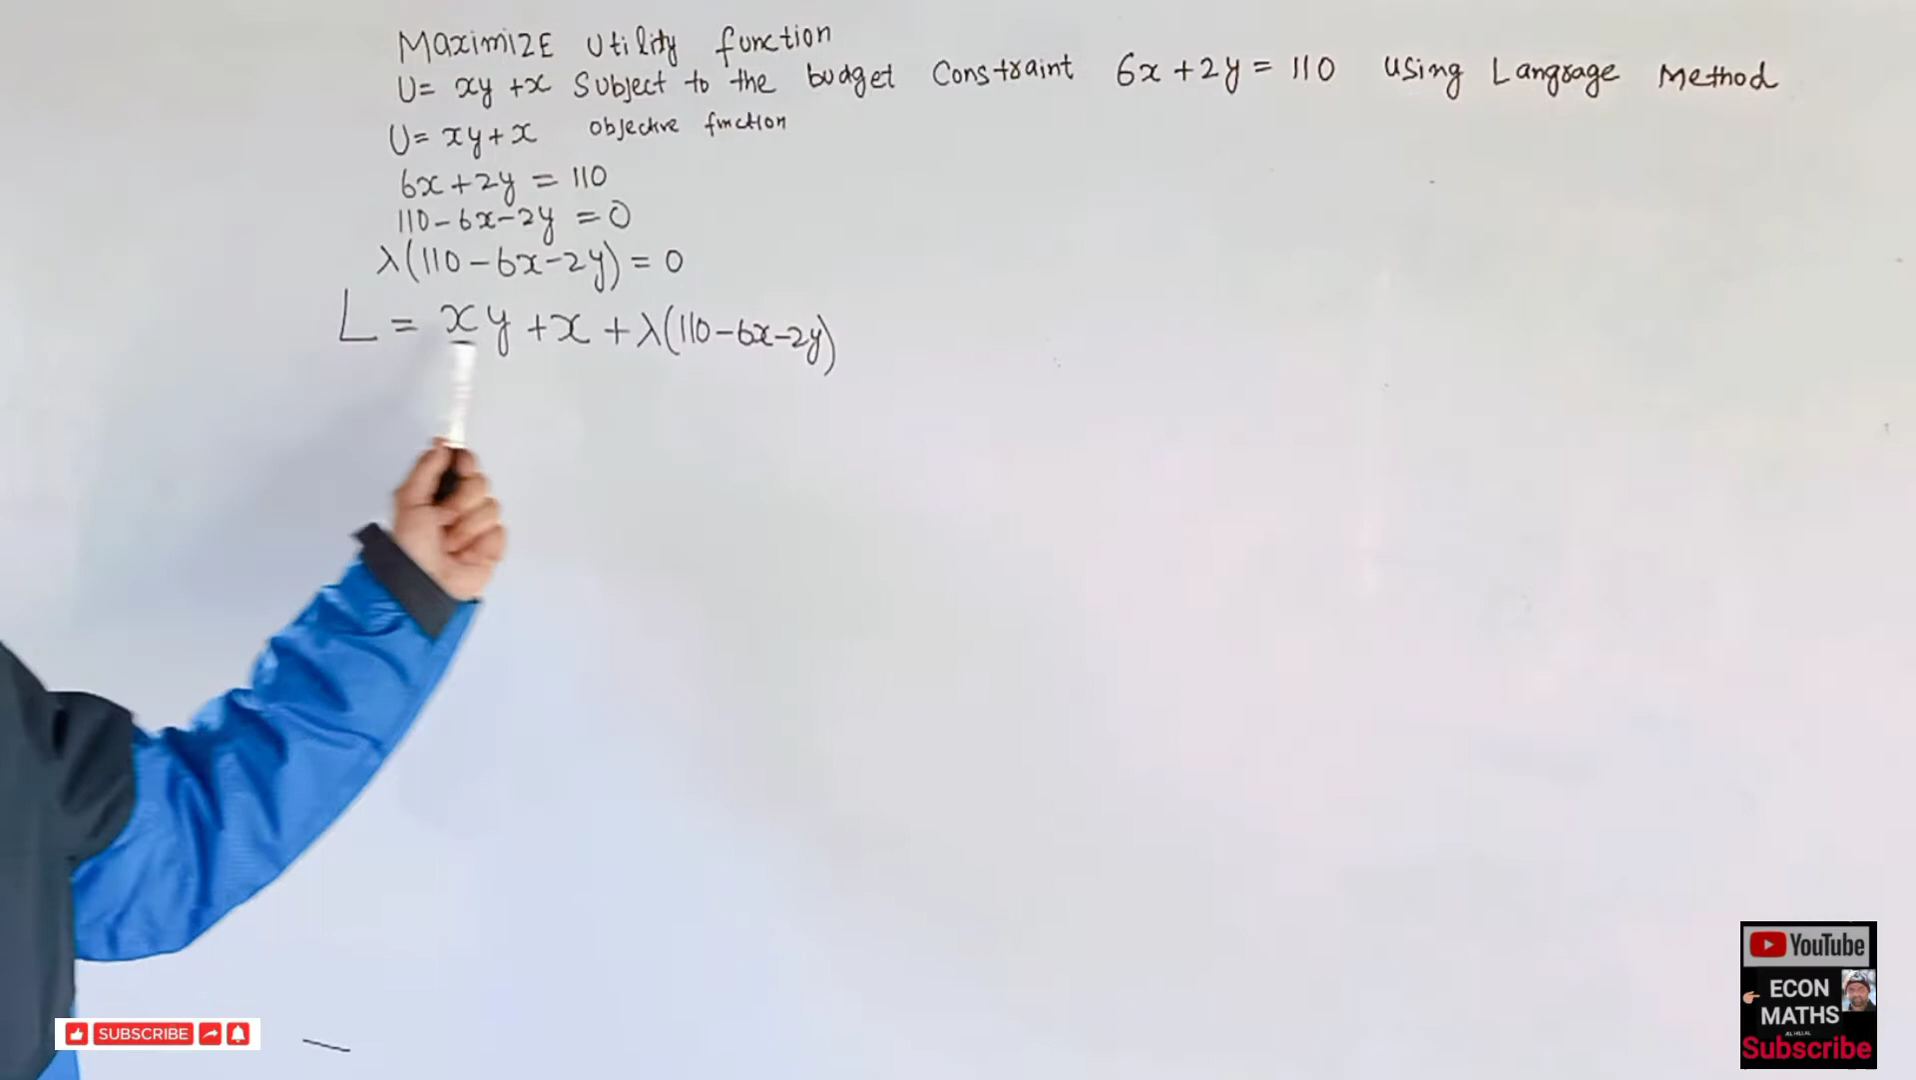 MaximizE Utility function
U= xy +x Subject to the budget Constraint 6x+2y = 110 Using Langrage Method
U= xy+x objective function
6x+2y = 110
110-6x-2y = 0
λ(110-6x-2y) = 0
L = xy +x +λ(110-6x-2y)
YouTube
ECON
MATHS
Subscribe
SUBSCRIBE